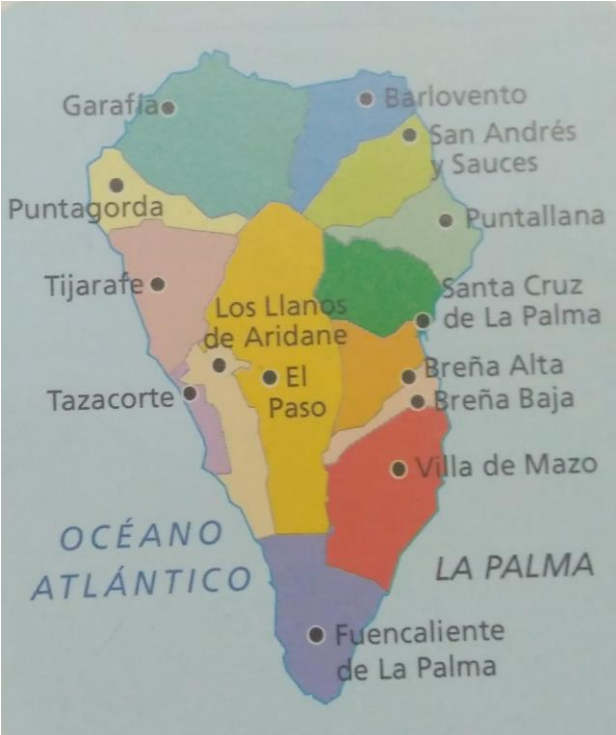 Garafía
Barlovento
San Andrés
y Sauces
Puntagorda
Puntallana
Tijarafe
Santa Cruz
de La Palma
Los Llanos
de Aridane
El
Paso
Breña Alta
Tazacorte
Breña Baja
Villa de Mazo
OCÉANO
ATLÁNTICO
LA PALMA
Fuencaliente
de La Palma